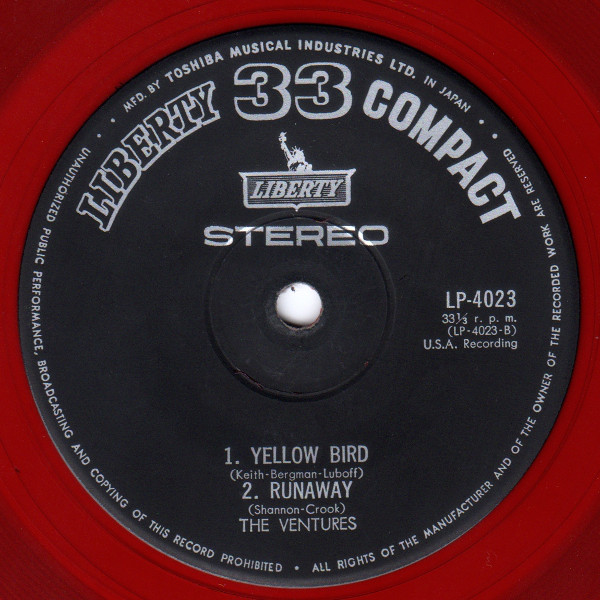 MFD. BY TOSHIBA MUSICAL INDUSTRIES LTD. IN JAPAN
LIBERTY 33 COMPACT
LIBERTY
STEREO
LP-4023
33⅓ r. p. m.
(LP-4023-B)
U.S.A. Recording
1. YELLOW BIRD
(Keith-Bergman-Luboff)
2. RUNAWAY
(Shannon-Crook)
THE VENTURES
UNAUTHORIZED PUBLIC PERFORMANCE, BROADCASTING AND COPYING OF THIS RECORD PROHIBITED • ALL RIGHTS OF THE MANUFACTURER AND OF THE OWNER OF THE RECORDED WORK ARE RESERVED